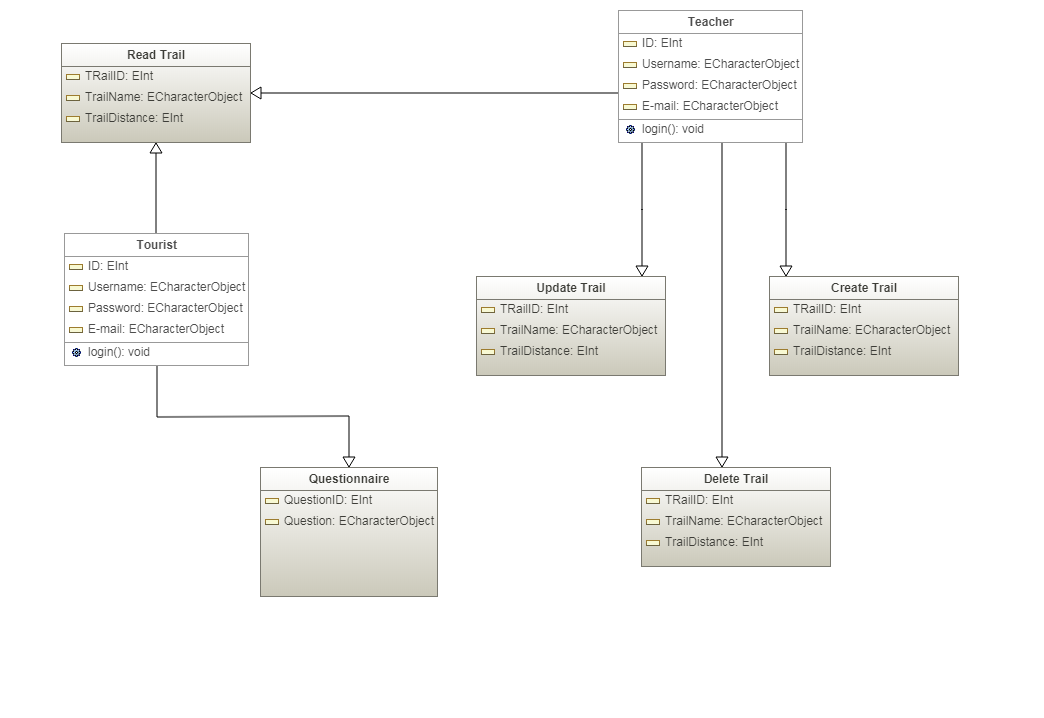 Read Trail
TRailID: EInt
TrailName: ECharacterObject
TrailDistance: EInt
Teacher
ID: EInt
Username: ECharacterObject
Password: ECharacterObject
E-mail: ECharacterObject
login(): void
Tourist
ID: EInt
Username: ECharacterObject
Password: ECharacterObject
E-mail: ECharacterObject
login(): void
Update Trail
TRailID: EInt
TrailName: ECharacterObject
TrailDistance: EInt
Create Trail
TRailID: EInt
TrailName: ECharacterObject
TrailDistance: EInt
Questionnaire
QuestionID: EInt
Question: ECharacterObject
Delete Trail
TRailID: EInt
TrailName: ECharacterObject
TrailDistance: EInt